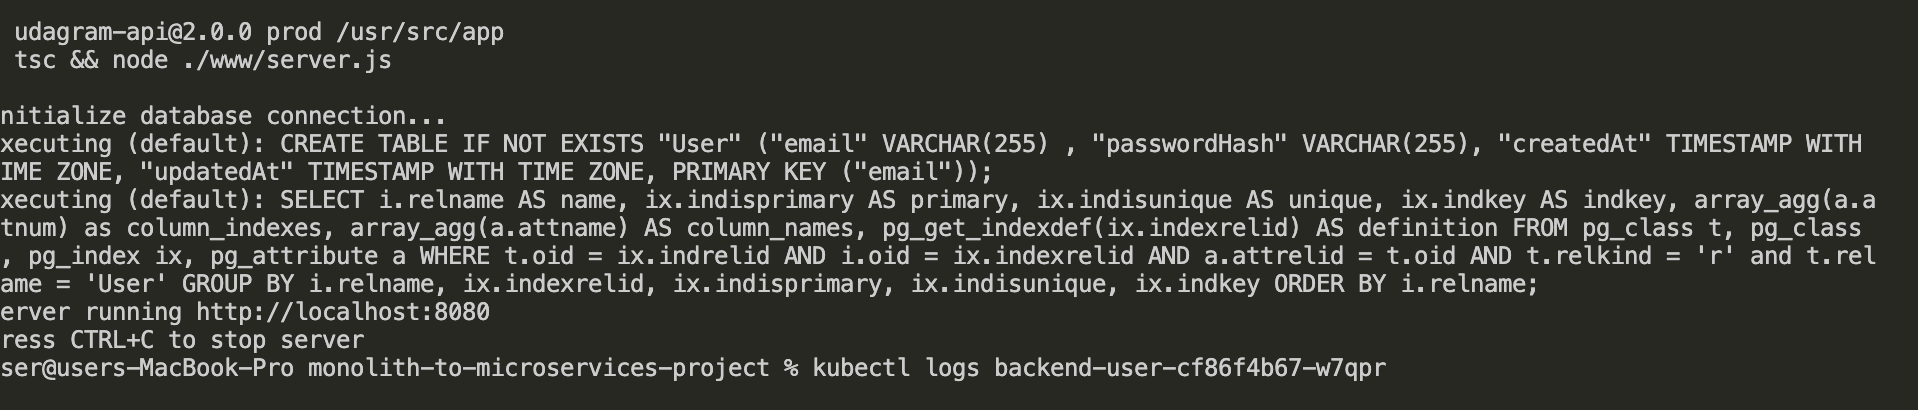 udagram-api@2.0.0 prod /usr/src/app
tsc && node ./www/server.js
nitialize database connection...
xecuting (default): CREATE TABLE IF NOT EXISTS "User" ("email" VARCHAR(255) , "passwordHash" VARCHAR(255), "createdAt" TIMESTAMP WITH
IME ZONE, "updatedAt" TIMESTAMP WITH TIME ZONE, PRIMARY KEY ("email"));
xecuting (default): SELECT i.relname AS name, ix.indisprimary AS primary, ix.indisunique AS unique, ix.indkey AS indkey, array_agg(a.a
tnum) as column_indexes, array_agg(a.attname) AS column_names, pg_get_indexdef(ix.indexrelid) AS definition FROM pg_class t, pg_class
, pg_index ix, pg_attribute a WHERE t.oid = ix.indrelid AND i.oid = ix.indexrelid AND a.attrelid = t.oid AND t.relkind = 'r' and t.rel
ame = 'User' GROUP BY i.relname, ix.indexrelid, ix.indisprimary, ix.indisunique, ix.indkey ORDER BY i.relname;
erver running http://localhost:8080
ress CTRL+C to stop server
ser@users-MacBook-Pro monolith-to-microservices-project % kubectl logs backend-user-cf86f4b67-w7qpr